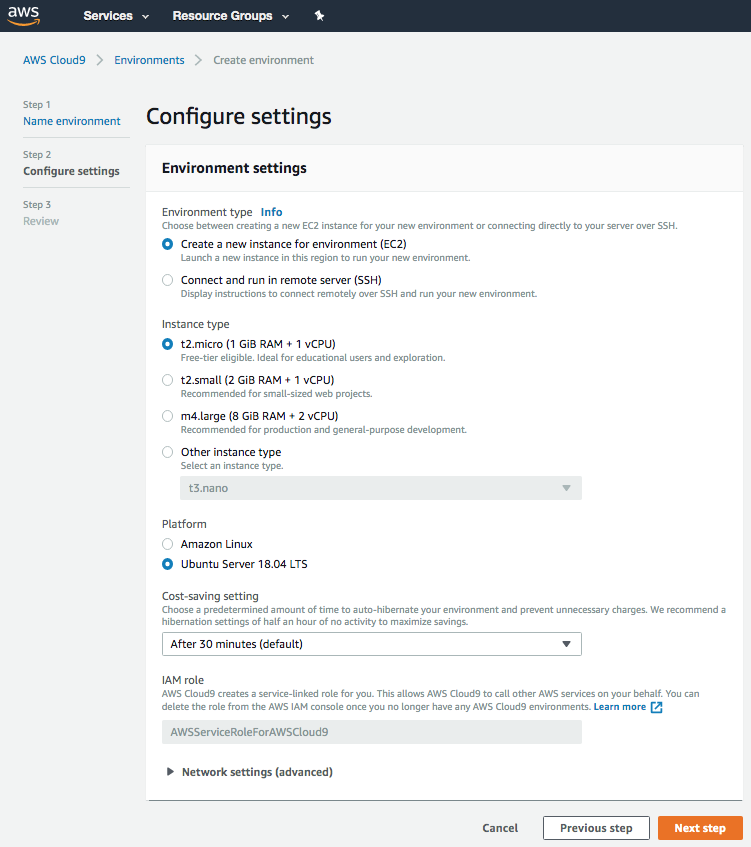 aws Services Resource Groups
AWS Cloud9 > Environments > Create environment
Step 1
Name environment
Step 2
Configure settings
Step 3
Review
Configure settings
Environment settings
Environment type Info
Choose between creating a new EC2 instance for your new environment or connecting directly to your server over SSH.
Create a new instance for environment (EC2)
Launch a new instance in this region to run your new environment.
Connect and run in remote server (SSH)
Display instructions to connect remotely over SSH and run your new environment.
Instance type
t2.micro (1 GiB RAM + 1 vCPU)
Free-tier eligible. Ideal for educational users and exploration.
t2.small (2 GiB RAM + 1 vCPU)
Recommended for small-sized web projects.
m4.large (8 GiB RAM + 2 vCPU)
Recommended for production and general-purpose development.
Other instance type
Select an instance type.
t3.nano
Platform
Amazon Linux
Ubuntu Server 18.04 LTS
Cost-saving setting
Choose a predetermined amount of time to auto-hibernate your environment and prevent unnecessary charges. We recommend a
hibernation settings of half an hour of no activity to maximize savings.
After 30 minutes (default)
IAM role
AWS Cloud9 creates a service-linked role for you. This allows AWS Cloud9 to call other AWS services on your behalf. You can
delete the role from the AWS IAM console once you no longer have any AWS Cloud9 environments. Learn more
AWSServiceRoleForAWSCloud9
Network settings (advanced)
Cancel Previous step Next step